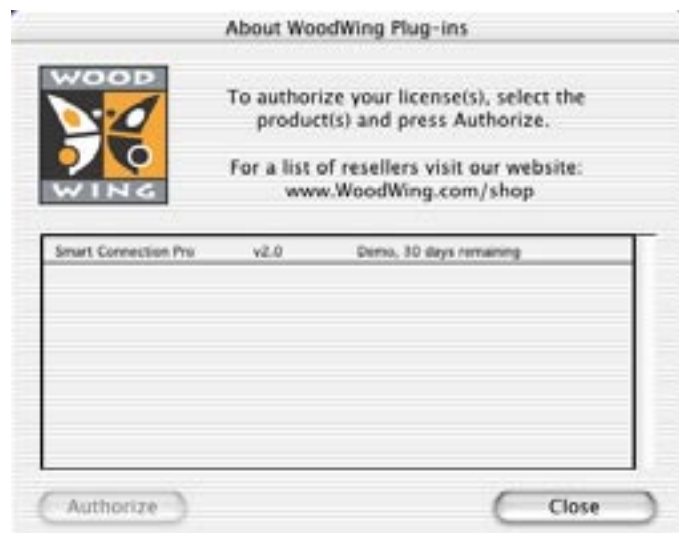 About WoodWing Plug-ins
WOOD
WING
To authorize your license(s), select the
product(s) and press Authorize.
For a list of resellers visit our website:
www.WoodWing.com/shop
Smart Connection Pro v2.0 Demo, 30 days remaining
Authorize
Close